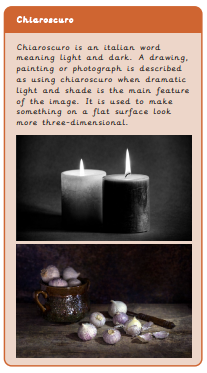 Chiaroscuro
Chiaroscuro is an italian word
meaning light and dark. A drawing,
painting or photograph is described
as using chiaroscuro when dramatic
light and shade is the main feature
of the image. It is used to make
something on a flat surface look
more three-dimensional.